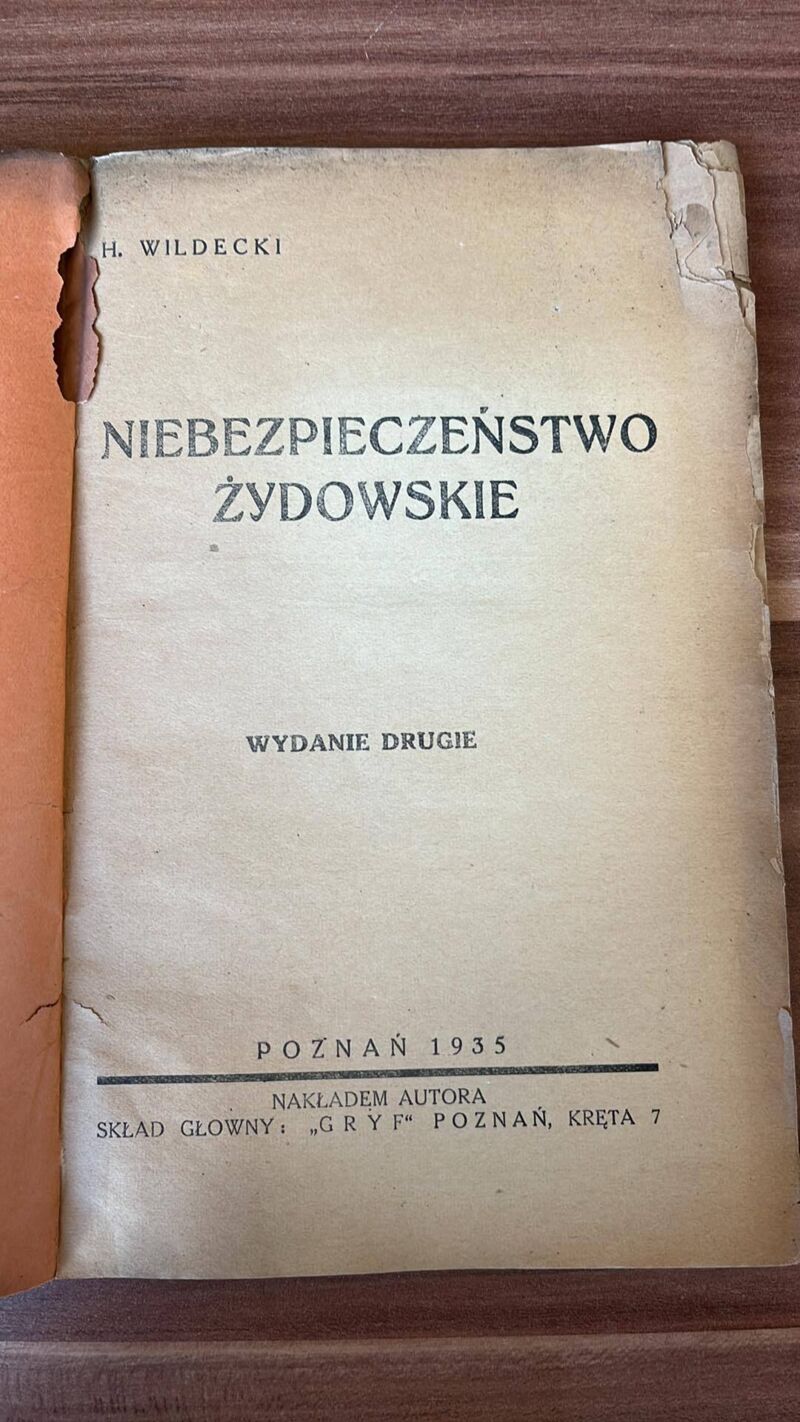 H. WILDECKI
NIEBEZPIECZEŃSTWO
ŻYDOWSKIE
WYDANIE DRUGIE
POZNAŃ 1935
NAKŁADEM AUTORA
SKŁAD GŁOWNY: „GRYF“ POZNAŃ, KRĘTA 7